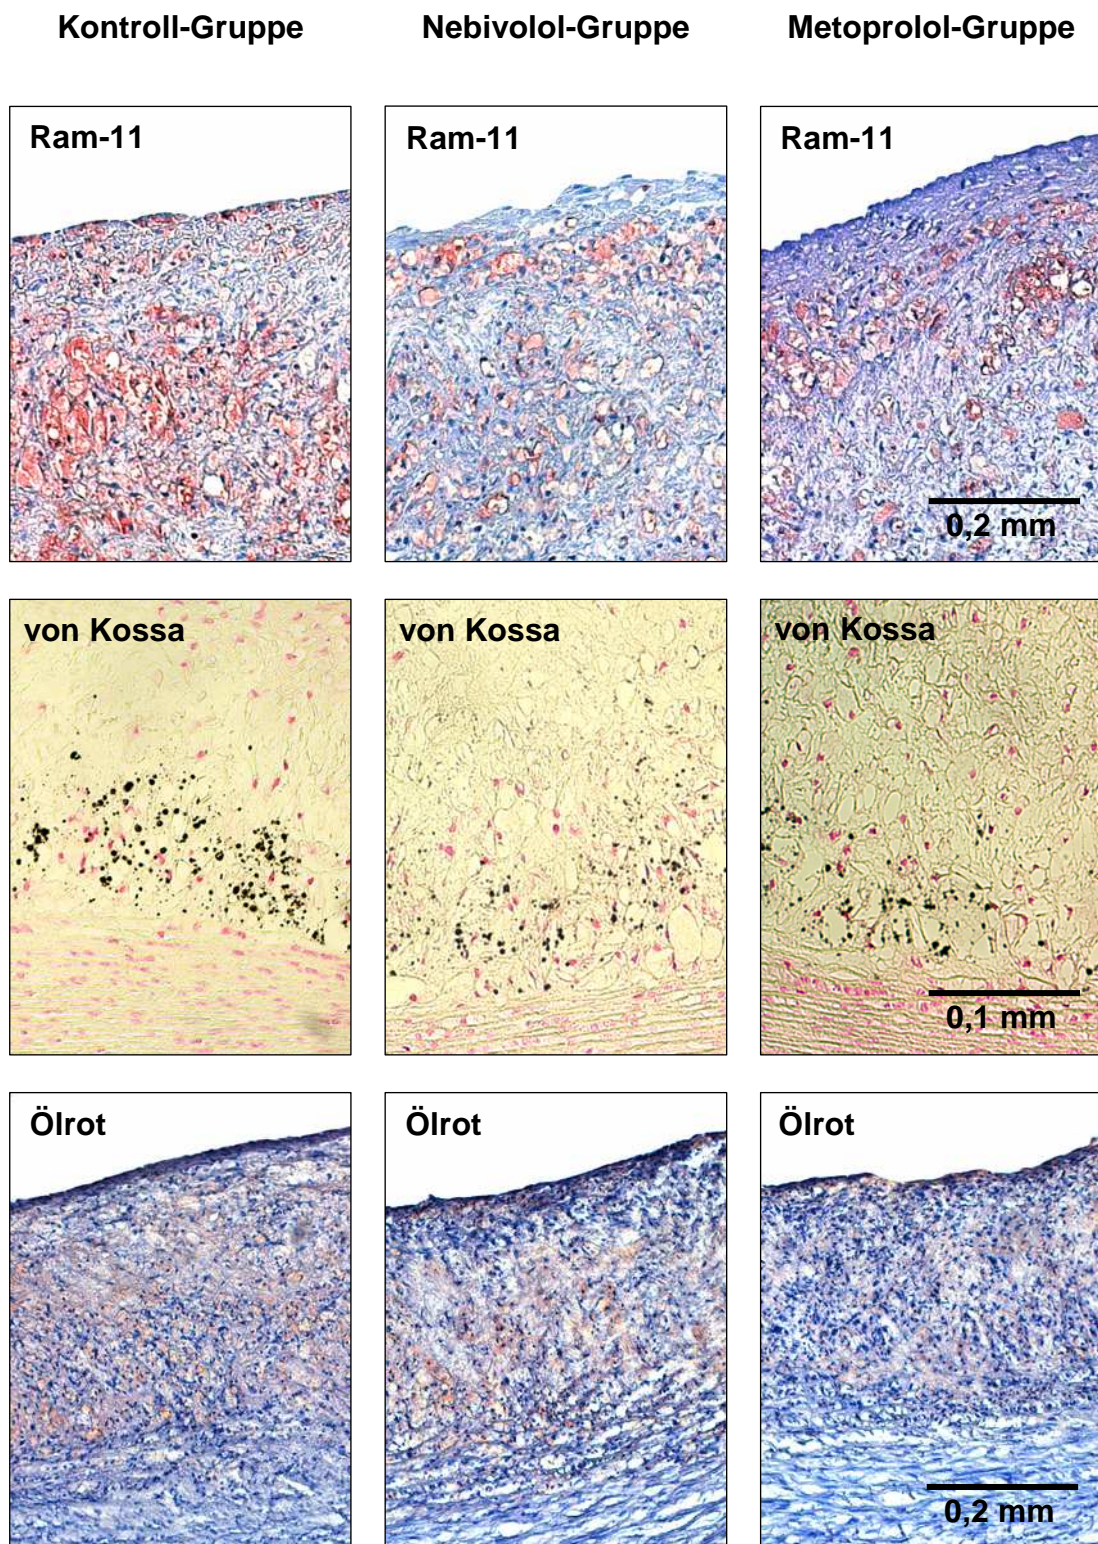 Kontroll-Gruppe Nebivolol-Gruppe Metoprolol-Gruppe
Ram-11 Ram-11 Ram-11
0,2 mm
von Kossa von Kossa von Kossa
0,1 mm
Ölrot Ölrot Ölrot
0,2 mm